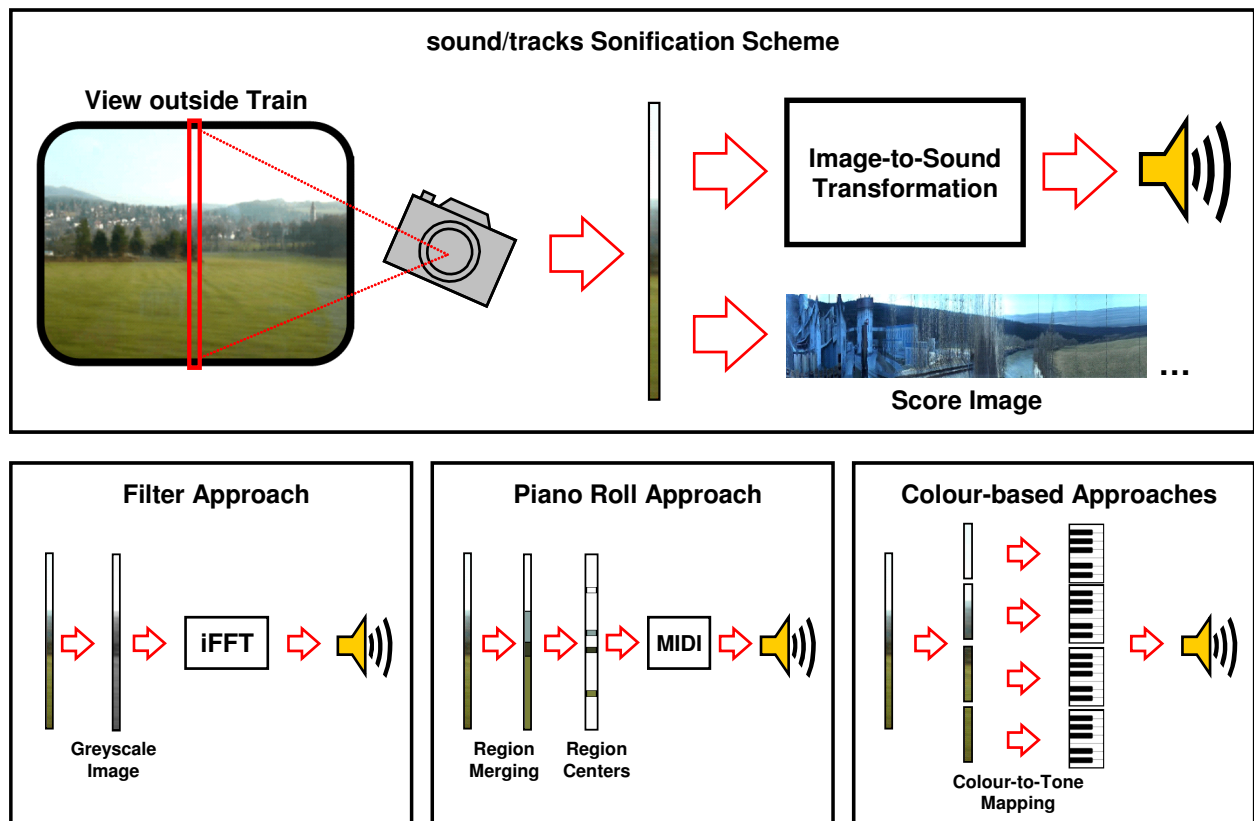 sound/tracks Sonification Scheme
View outside Train
Image-to-Sound
Transformation
...
Score Image
Filter Approach
iFFT
Greyscale
Image
Piano Roll Approach
MIDI
Region
Merging
Region
Centers
Colour-based Approaches
Colour-to-Tone
Mapping